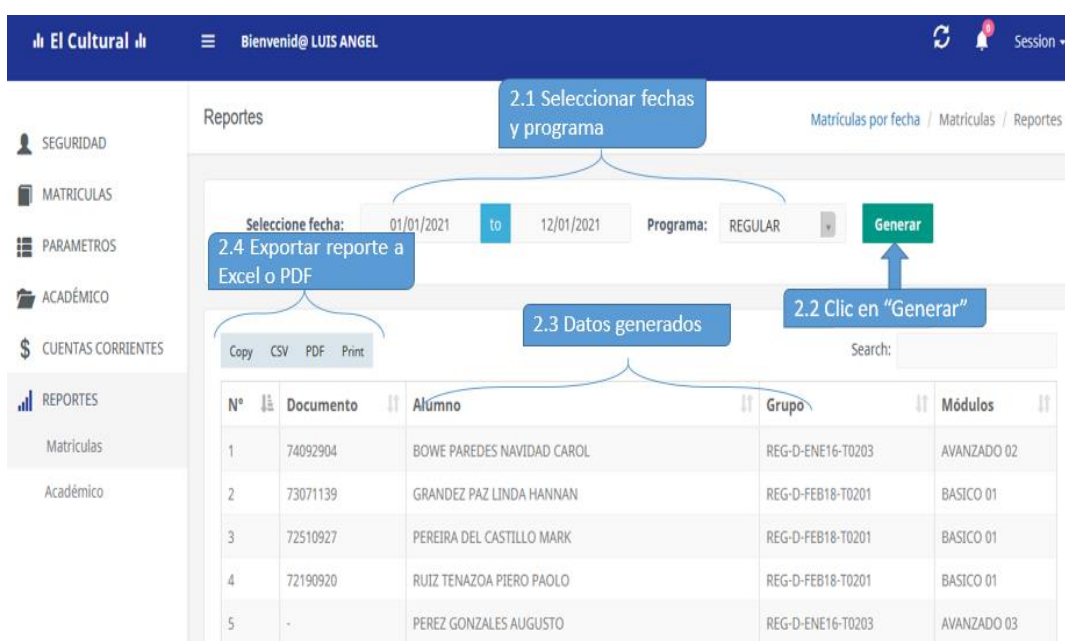 El Cultural
Bienvenid@ LUIS ANGEL
0
Session
Reportes
2.1 Seleccionar fechas
y programa
Matrículas por fecha / Matriculas / Reportes
SEGURIDAD
MATRICULAS
PARAMETROS
ACADÉMICO
CUENTAS CORRIENTES
REPORTES
Matriculas
Académico
Seleccione fecha: 01/01/2021 to 12/01/2021 Programa: REGULAR Generar
2.4 Exportar reporte a
Excel o PDF
2.2 Clic en “Generar”
2.3 Datos generados
Copy CSV PDF Print
Search:
N° Documento Alumno Grupo Módulos
1 74092904 BOWE PAREDES NAVIDAD CAROL REG-D-ENE16-T0203 AVANZADO 02
2 73071139 GRANDEZ PAZ LINDA HANNAN REG-D-FEB18-T0201 BASICO 01
3 72510927 PEREIRA DEL CASTILLO MARK REG-D-FEB18-T0201 BASICO 01
4 72190920 RUIZ TENAZOA PIERO PAOLO REG-D-FEB18-T0201 BASICO 01
5 - PEREZ GONZALES AUGUSTO REG-D-ENE16-T0203 AVANZADO 03